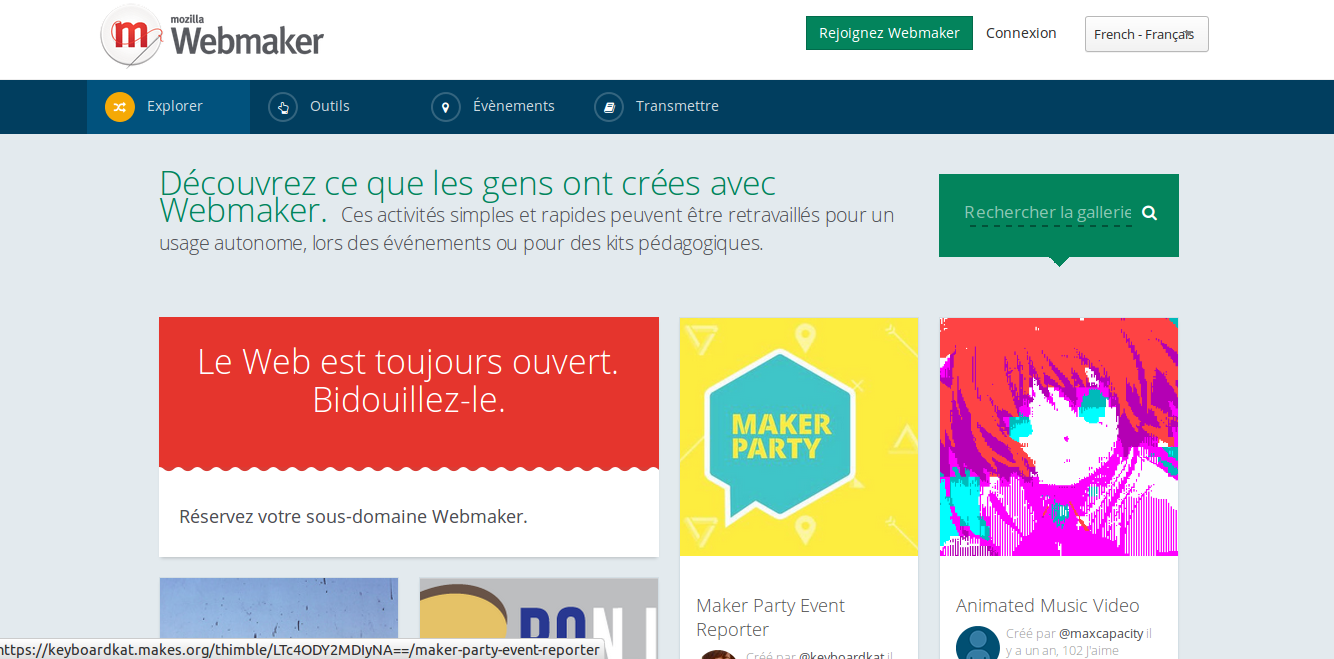 mozilla
Webmaker
Rejoignez Webmaker
Connexion
French - Français
Explorer
Outils
Évènements
Transmettre
Découvrez ce que les gens ont crées avec
Webmaker. Ces activités simples et rapides peuvent être retravaillés pour un
usage autonome, lors des événements ou pour des kits pédagogiques.
Rechercher la gallerie
Le Web est toujours ouvert.
Bidouillez-le.
Réservez votre sous-domaine Webmaker.
MAKER
PARTY
Maker Party Event
Reporter
Créé par @keyboardkat il
Animated Music Video
Créé par @maxcapacity il
y a un an, 102 J'aime
https://keyboardkat.makes.org/thimble/LTc4ODY2MDIyNA==/maker-party-event-reporter